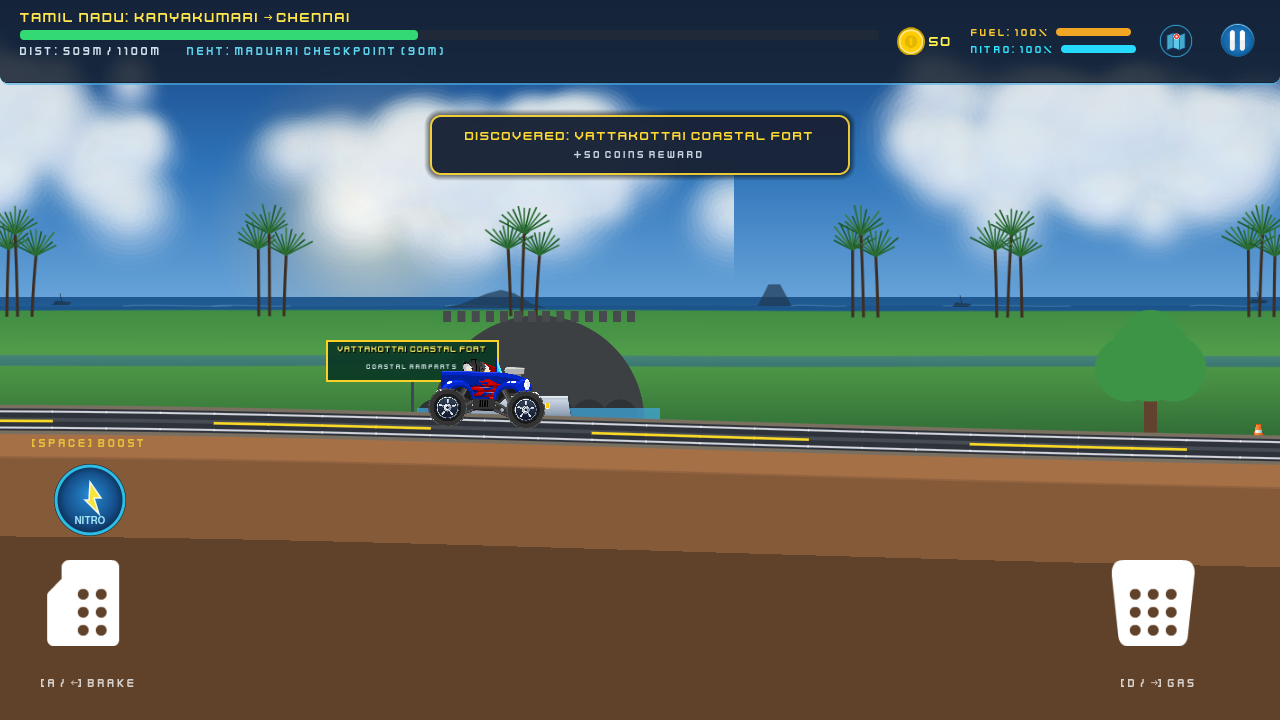 TAMIL NADU: KANYAKUMARI → CHENNAI
DIST: 509M / 1100M NEXT: MADURAI CHECKPOINT (90M)
50
FUEL: 100%
NITRO: 100%
DISCOVERED: VATTAKOTTAI COASTAL FORT
+50 COINS REWARD
VATTAKOTTAI COASTAL FORT
COASTAL RAMPARTS
[SPACE] BOOST
NITRO
[A / ←] BRAKE
[D / →] GAS